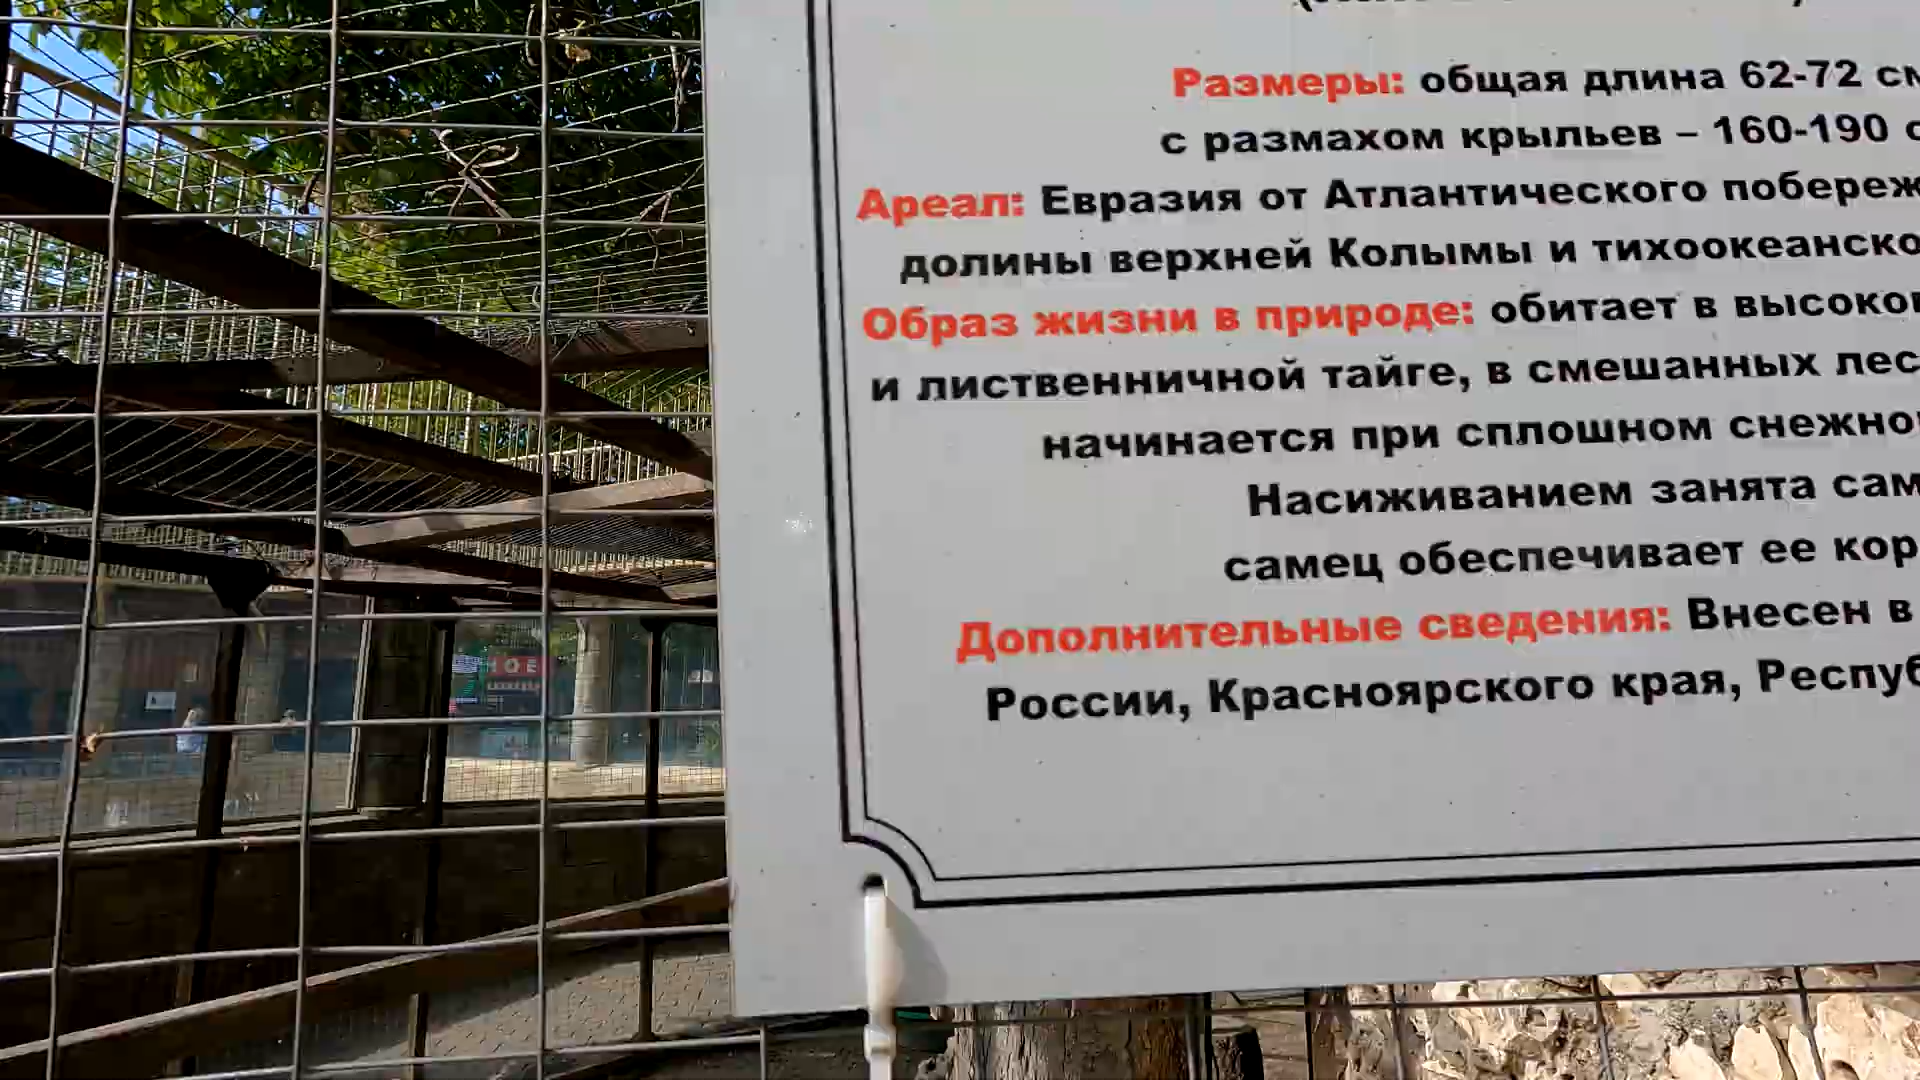 Размеры: общая длина 62-72 см
с размахом крыльев – 160-190
Ареал: Евразия от Атлантического побереж
долины верхней Колымы и тихоокеанско
Образ жизни в природе: обитает в высоко
и лиственничной тайге, в смешанных лес
начинается при сплошном снежно
Насиживанием занята сам
самец обеспечивает ее кор
Дополнительные сведения: Внесен в
России, Красноярского края, Респуб